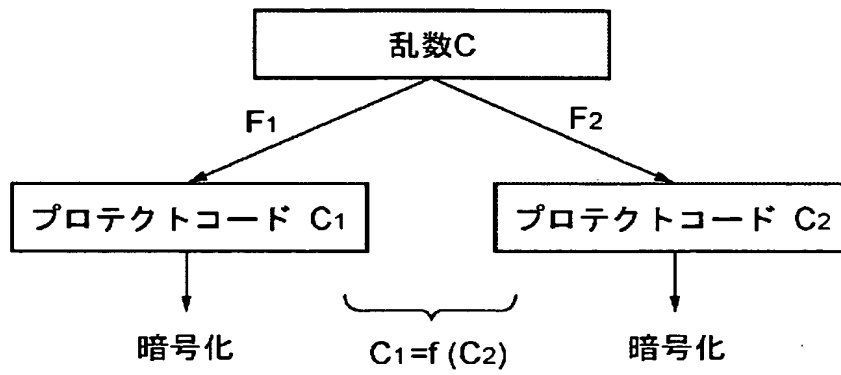 乱数C
F1
F2
プロテクトコード C1
プロテクトコード C2
暗号化
C1=f (C2)
暗号化